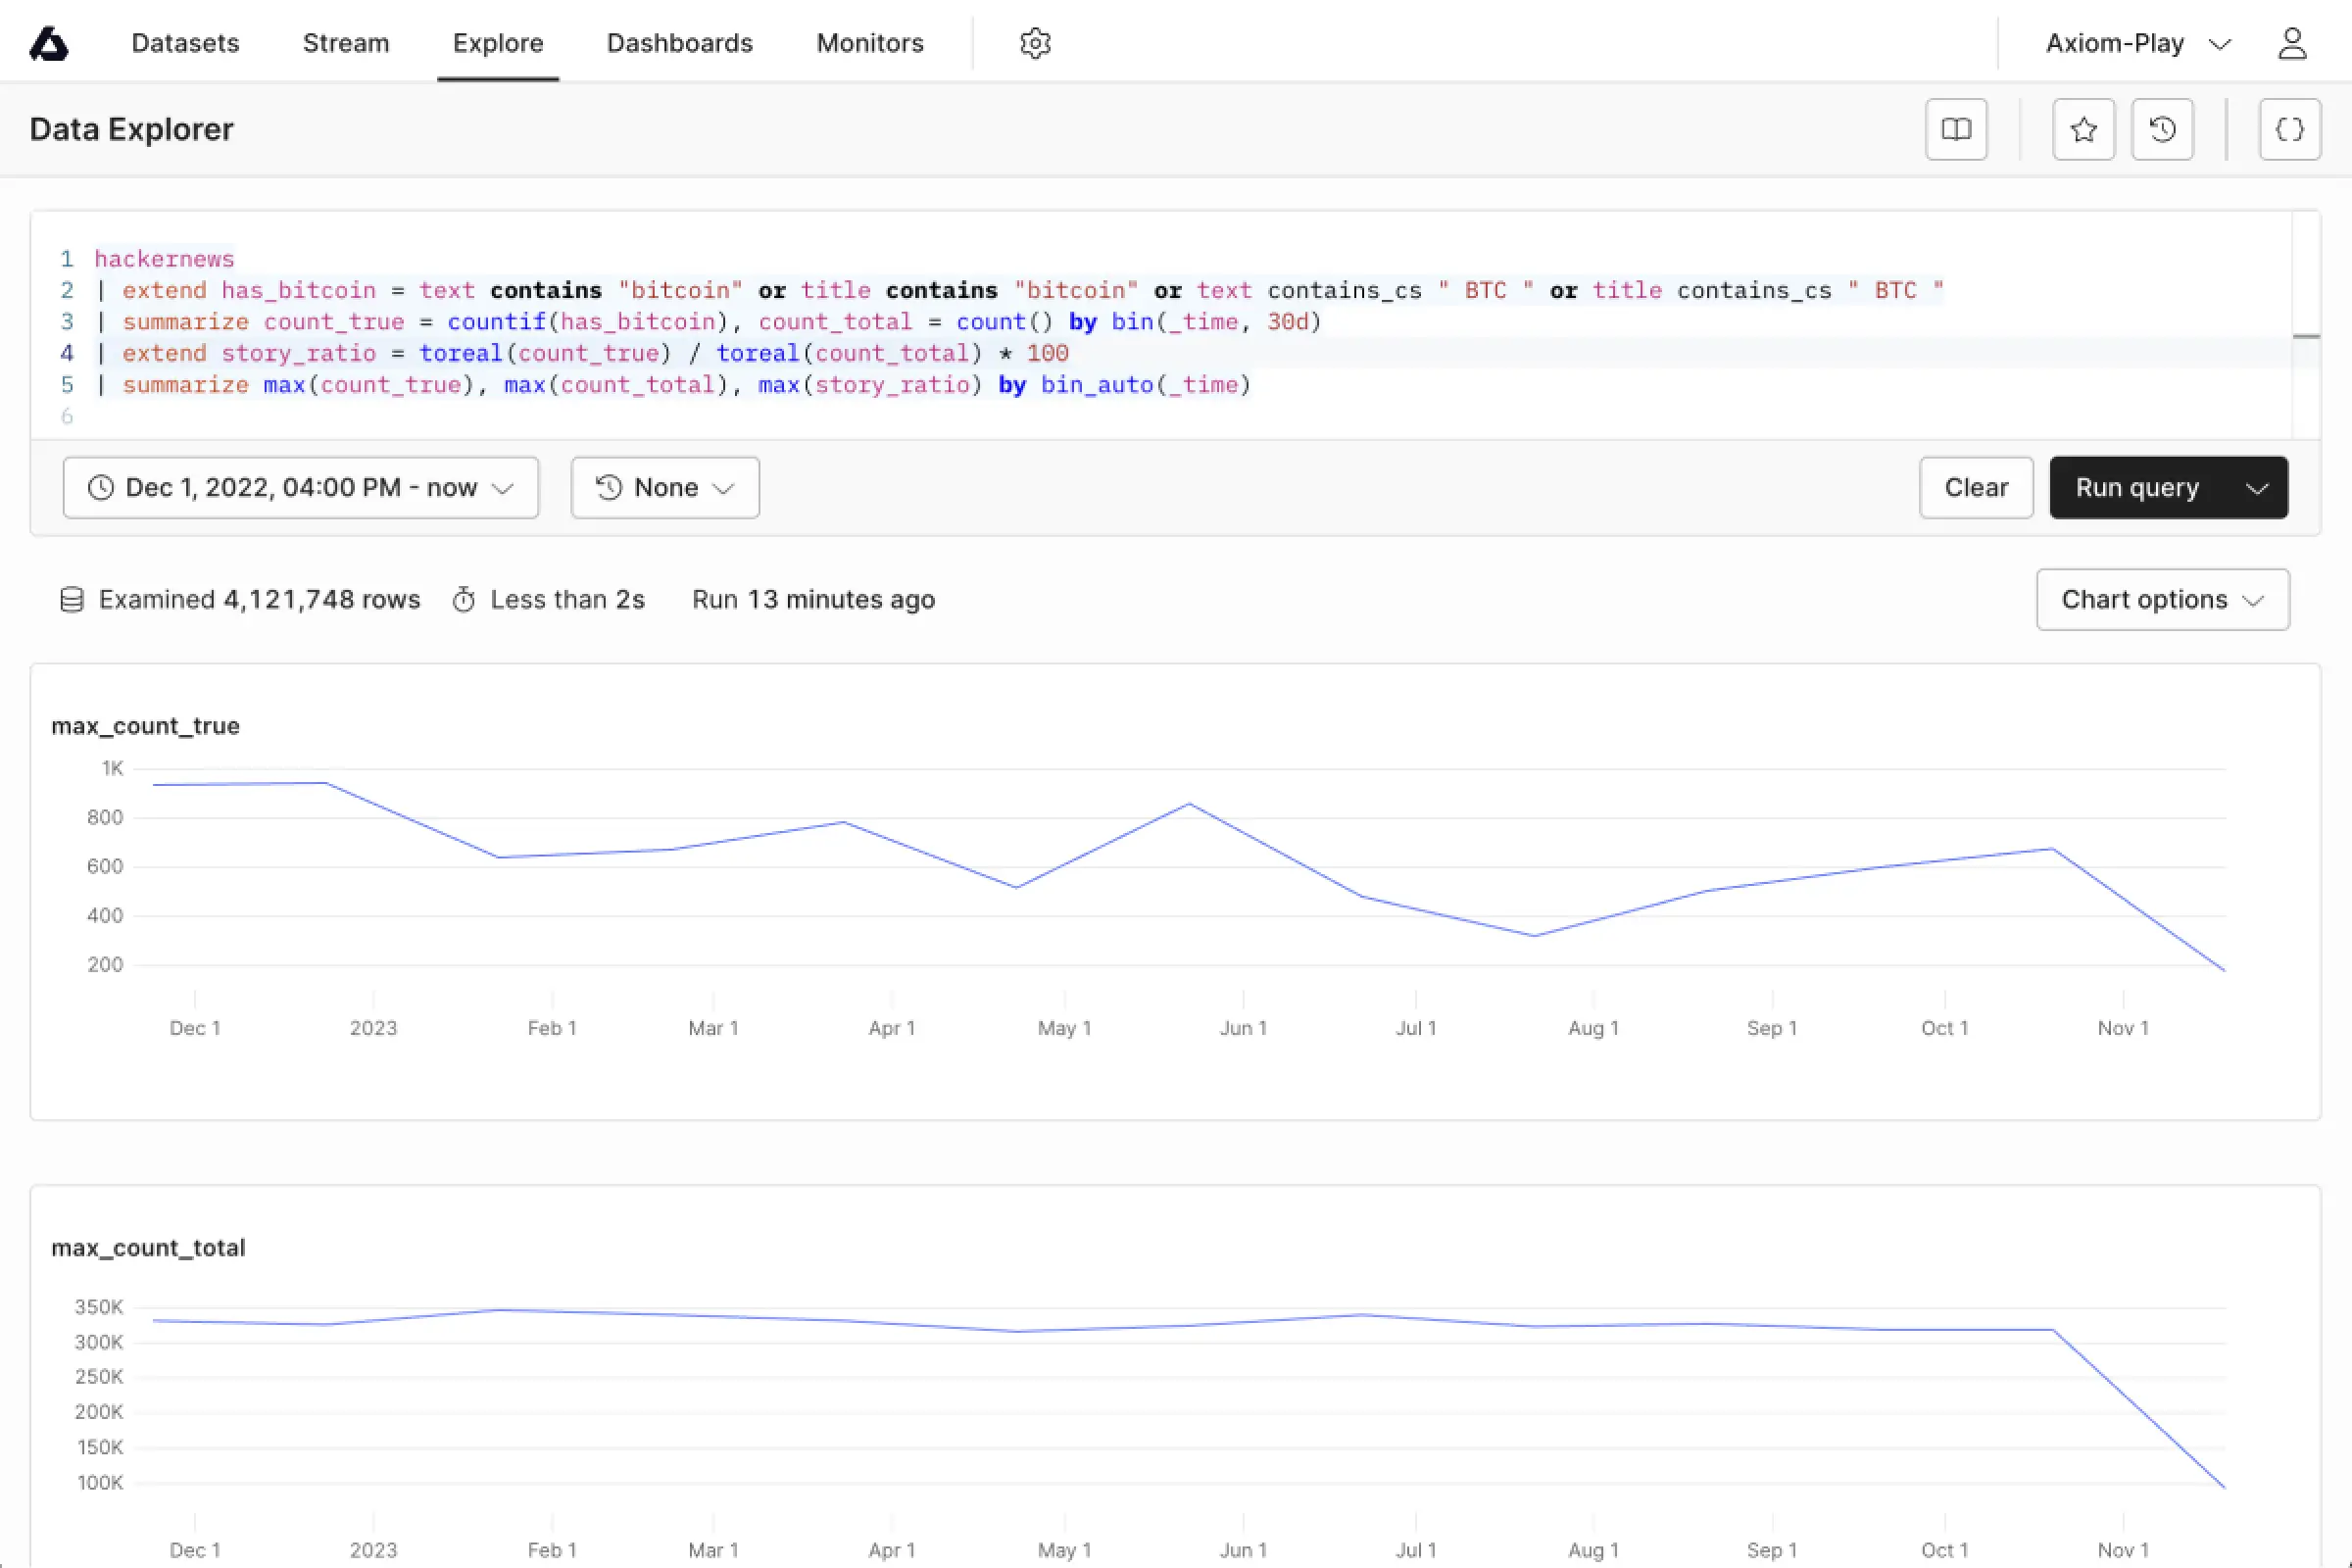 Datasets Stream Explore Dashboards Monitors Axiom-Play
Data Explorer
1 hackernews
2 | extend has_bitcoin = text contains "bitcoin" or title contains "bitcoin" or text contains_cs " BTC " or title contains_cs " BTC "
3 | summarize count_true = countif(has_bitcoin), count_total = count() by bin(_time, 30d)
4 | extend story_ratio = toreal(count_true) / toreal(count_total) * 100
5 | summarize max(count_true), max(count_total), max(story_ratio) by bin_auto(_time)
6
Dec 1, 2022, 04:00 PM - now None Clear Run query
Examined 4,121,748 rows Less than 2s Run 13 minutes ago Chart options
max_count_true
1K
800
600
400
200
Dec 1 2023 Feb 1 Mar 1 Apr 1 May 1 Jun 1 Jul 1 Aug 1 Sep 1 Oct 1 Nov 1
max_count_total
350K
300K
250K
200K
150K
100K
Dec 1 2023 Feb 1 Mar 1 Apr 1 May 1 Jun 1 Jul 1 Aug 1 Sep 1 Oct 1 Nov 1